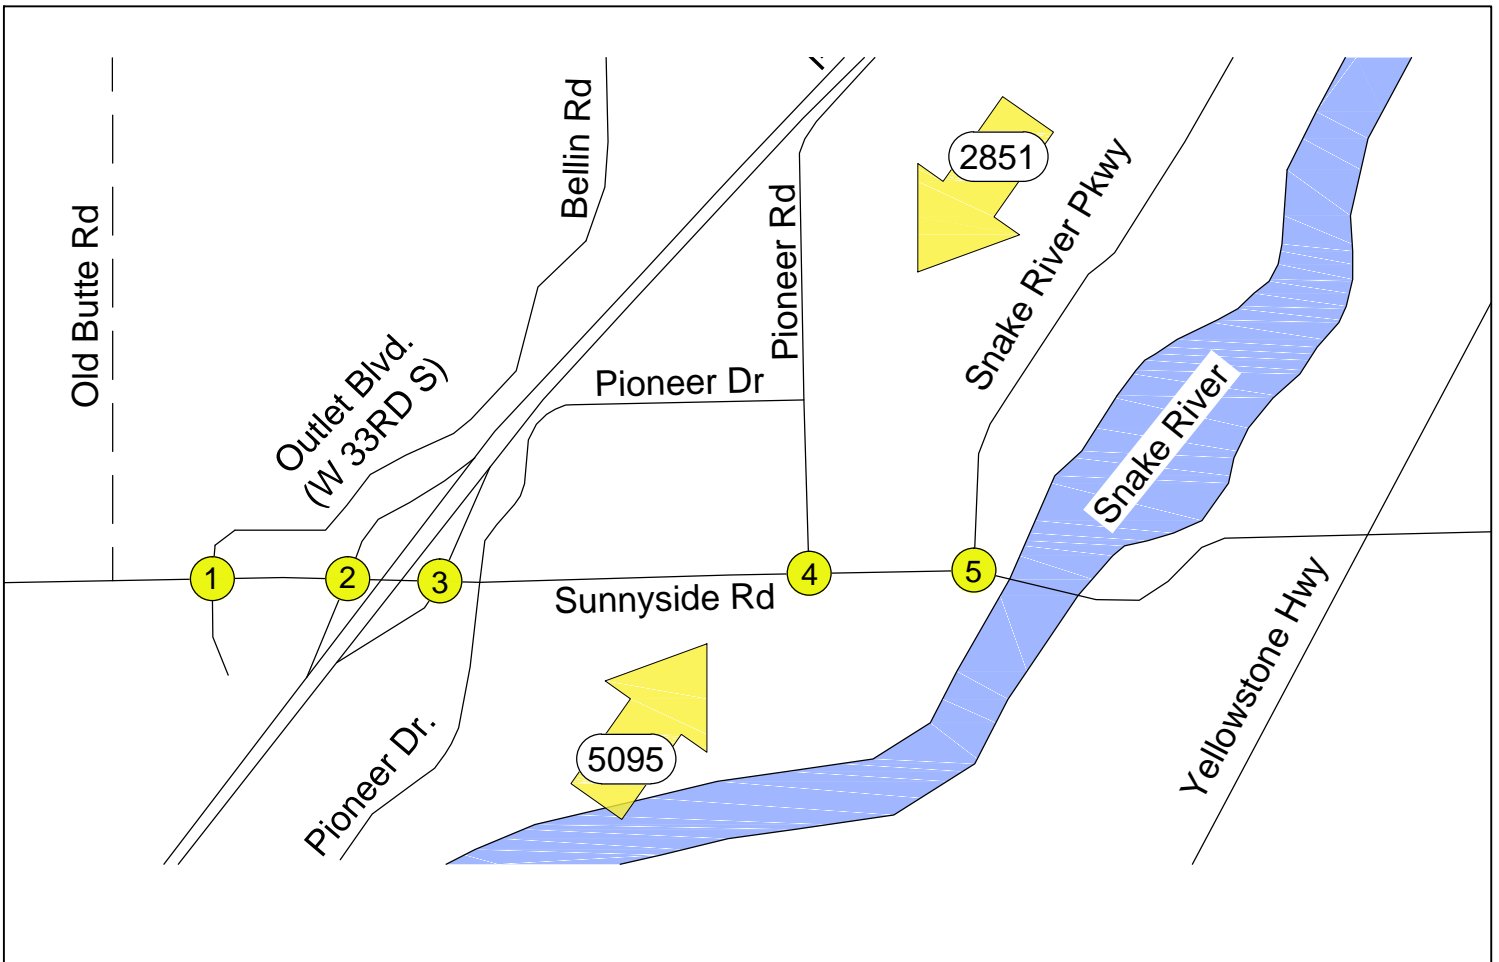 Bellin Rd
2851
Snake River Pkwy
Old Butte Rd
Pioneer Rd
Outlet Blvd.
(W 33RD S)
Pioneer Dr
Snake River
1
2
3
4
5
Sunnyside Rd
Yellowstone Hwy
5095
Pioneer Dr.